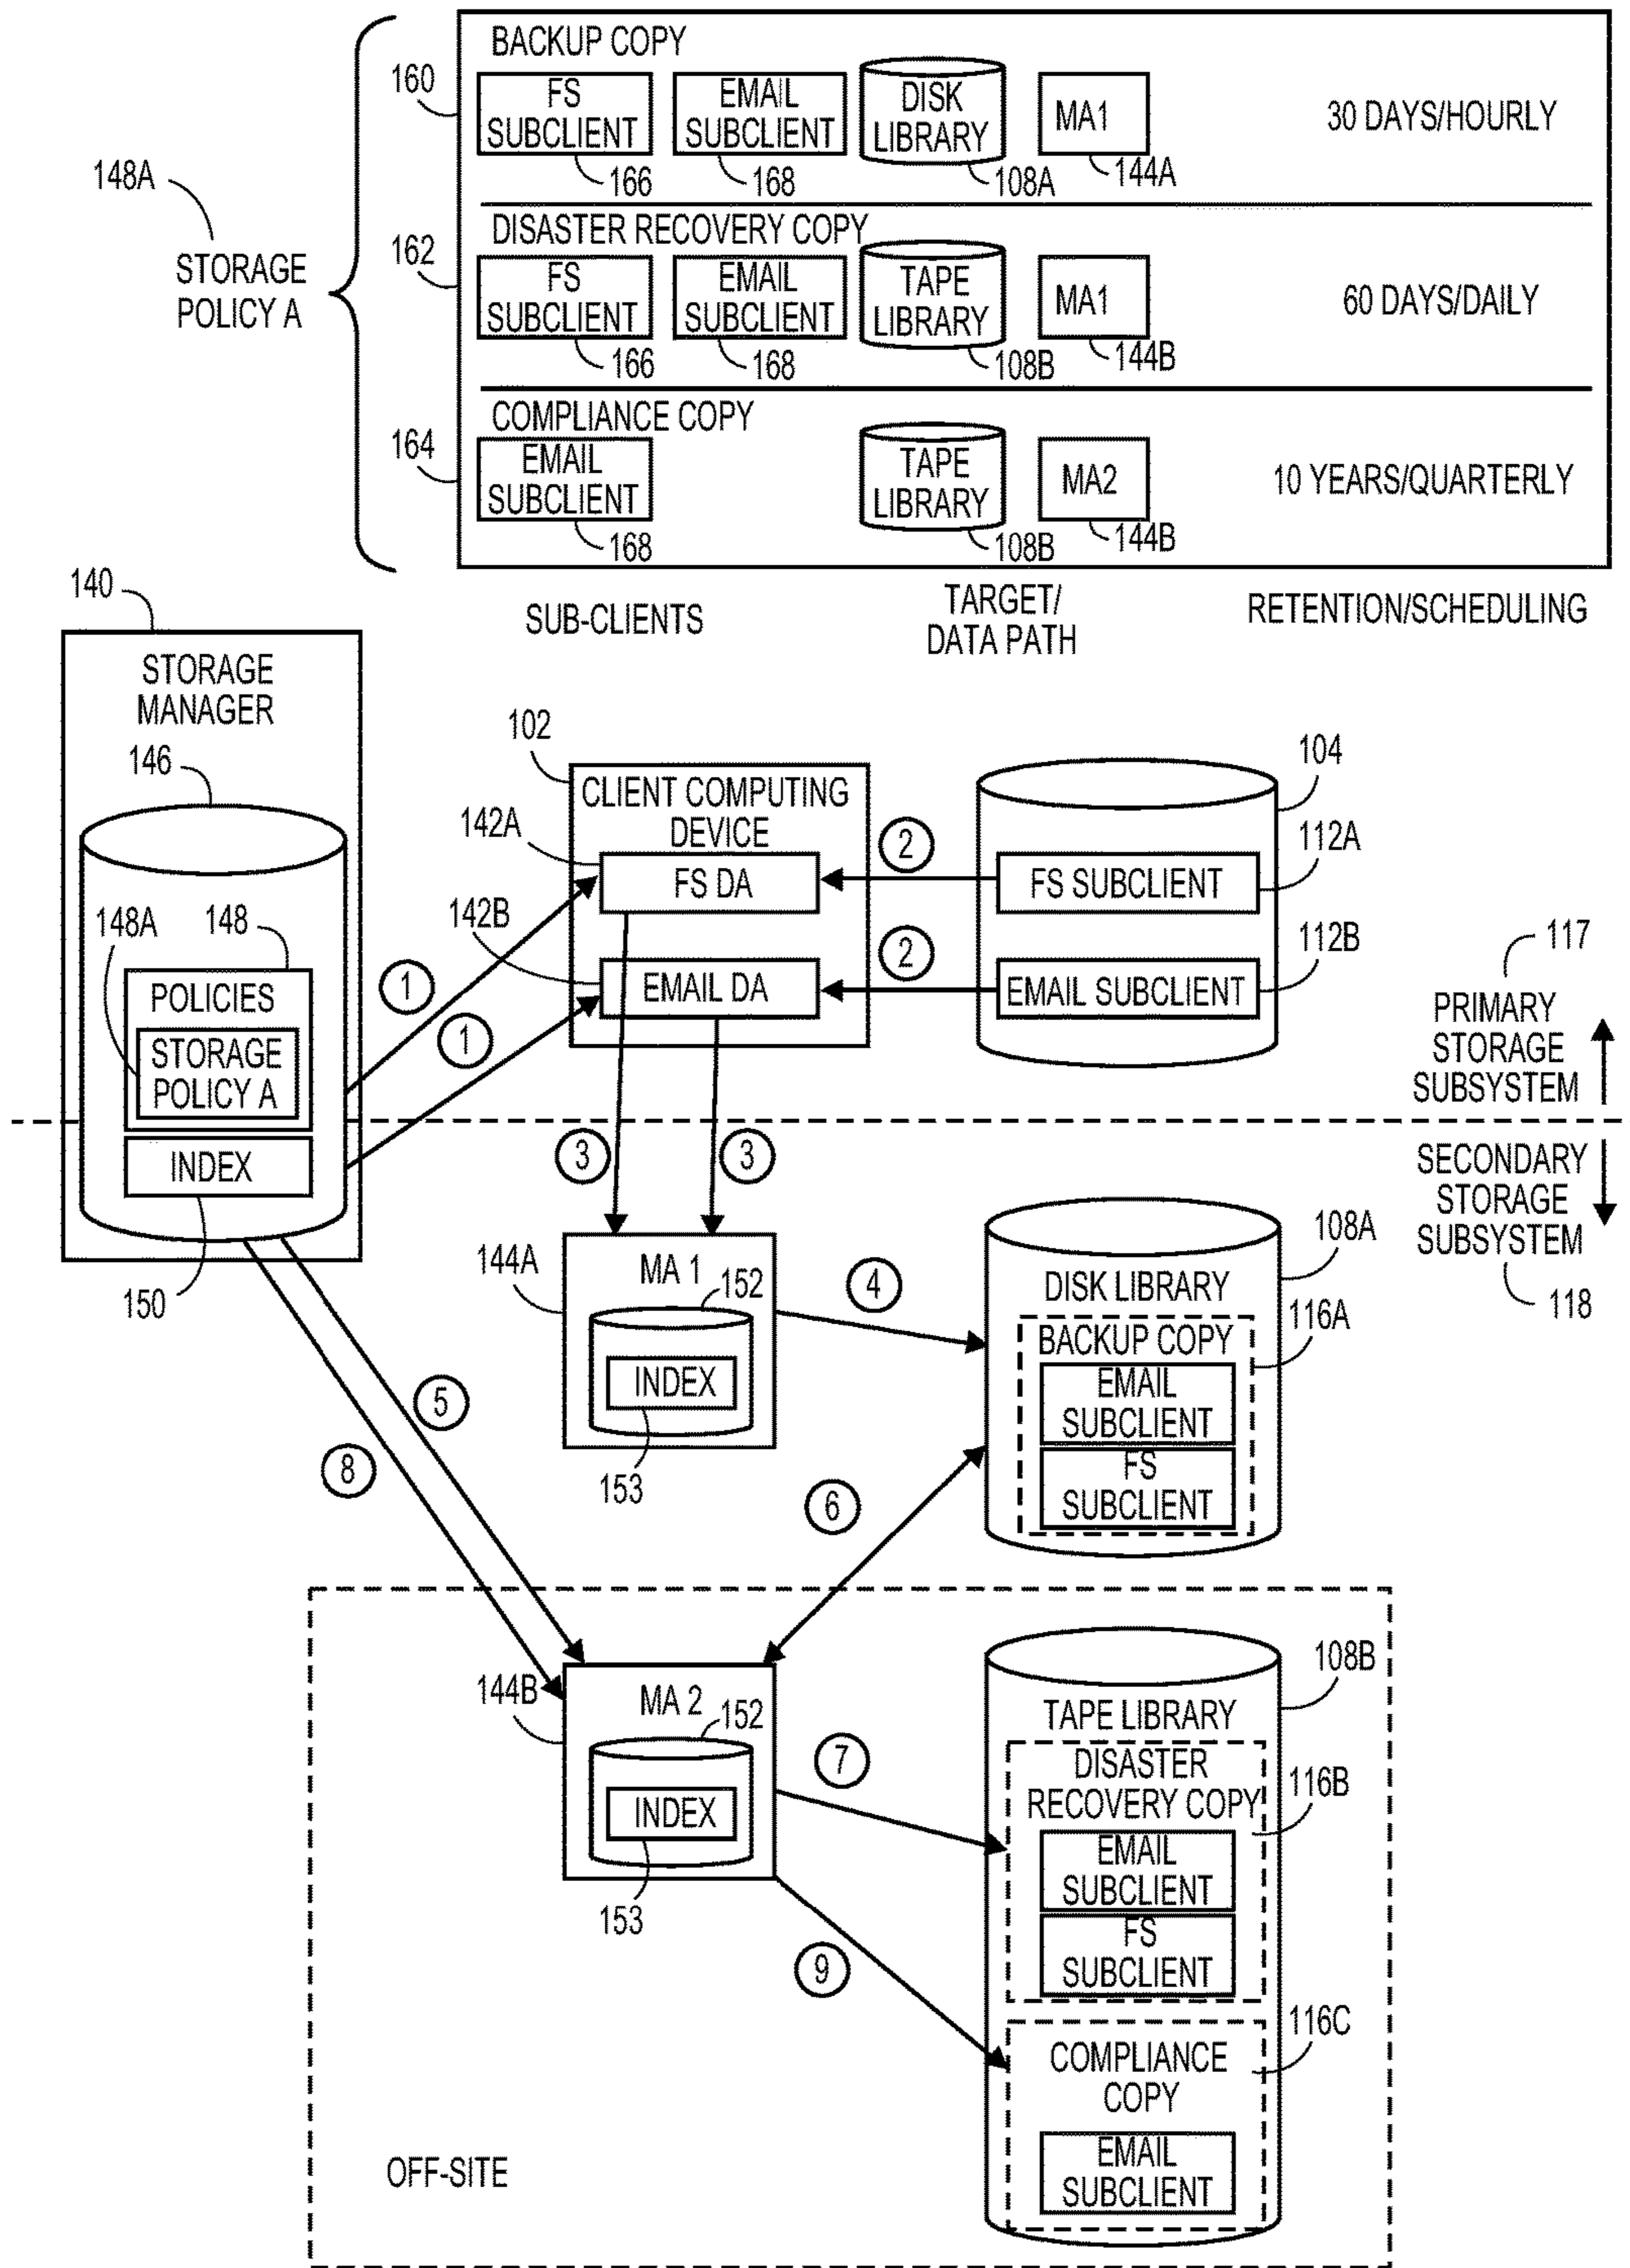 BACKUP COPY
160
FS
SUBCLIENT
166
EMAIL
SUBCLIENT
168
DISK
LIBRARY
108A
MA1
144A
30 DAYS/HOURLY
148A
STORAGE
POLICY A
DISASTER RECOVERY COPY
162
FS
SUBCLIENT
166
EMAIL
SUBCLIENT
168
TAPE
LIBRARY
108B
MA1
144B
60 DAYS/DAILY
COMPLIANCE COPY
164
EMAIL
SUBCLIENT
168
TAPE
LIBRARY
108B
MA2
144B
10 YEARS/QUARTERLY
SUB-CLIENTS
TARGET/
DATA PATH
RETENTION/SCHEDULING
140
STORAGE
MANAGER
146
148A
148
POLICIES
STORAGE
POLICY A
INDEX
150
1
1
102
CLIENT COMPUTING
DEVICE
142A
FS DA
142B
EMAIL DA
2
2
104
FS SUBCLIENT
112A
EMAIL SUBCLIENT
112B
117
PRIMARY
STORAGE
SUBSYSTEM
SECONDARY
STORAGE
SUBSYSTEM
118
3
3
144A
MA 1
152
INDEX
153
4
108A
DISK LIBRARY
116A
BACKUP COPY
EMAIL
SUBCLIENT
FS
SUBCLIENT
5
8
6
144B
MA 2
152
INDEX
153
7
9
108B
TAPE LIBRARY
DISASTER
RECOVERY COPY
116B
EMAIL
SUBCLIENT
FS
SUBCLIENT
116C
COMPLIANCE
COPY
EMAIL
SUBCLIENT
OFF-SITE